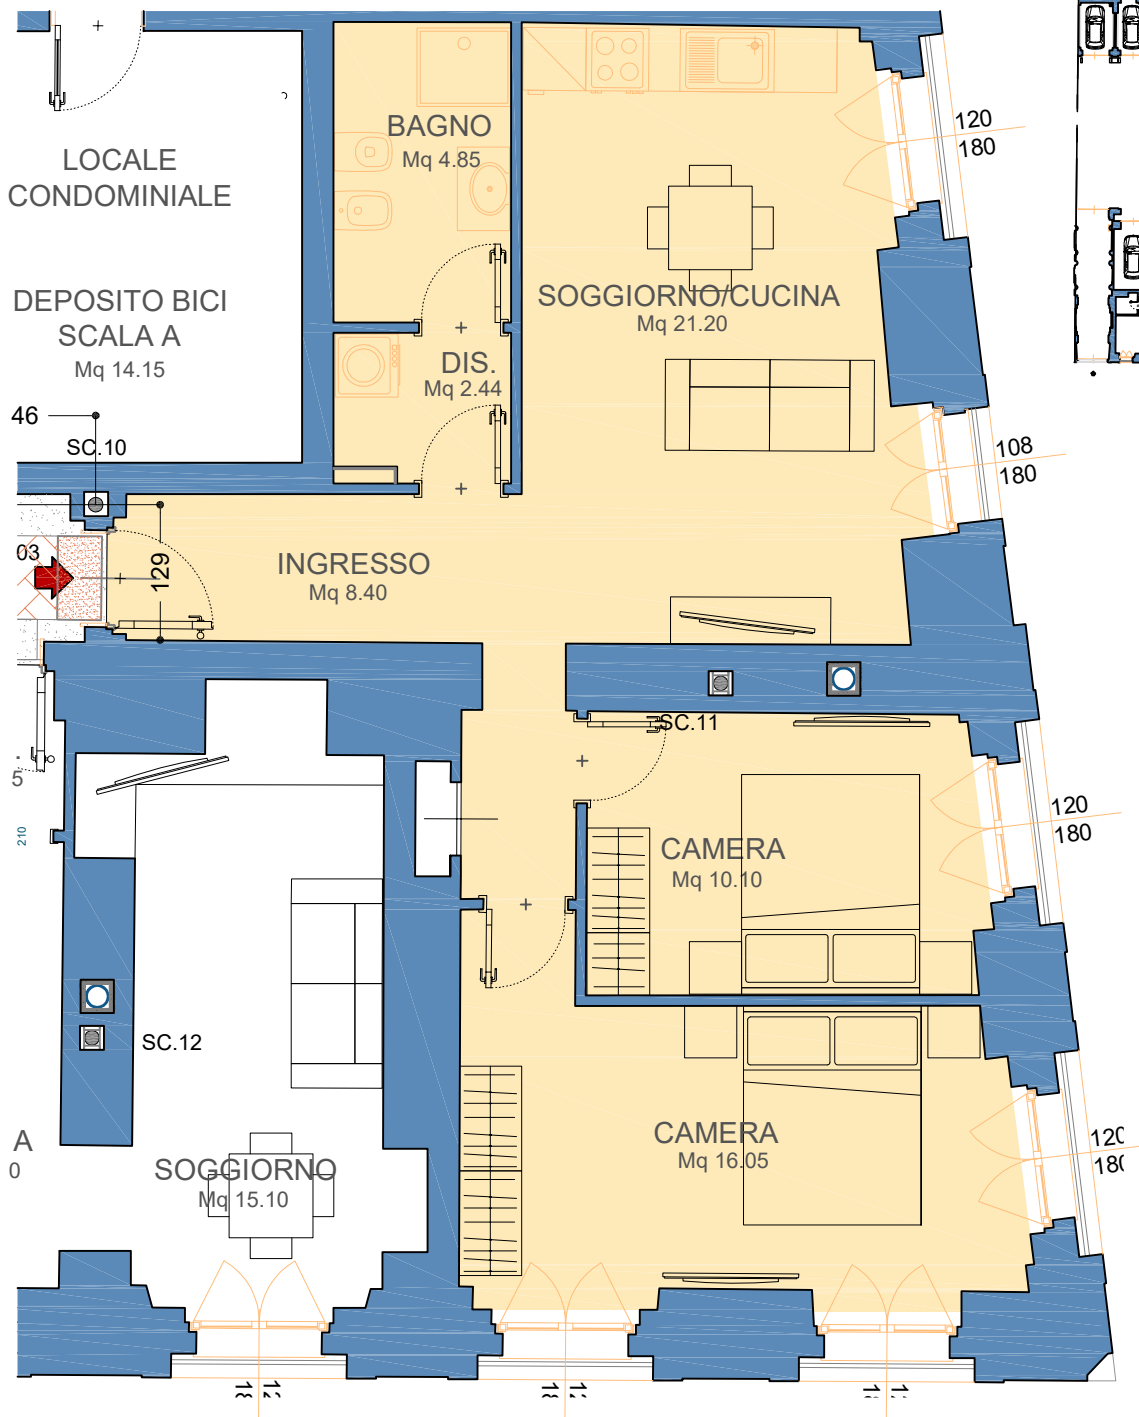 BAGNO
Mq 4.85
120
180
LOCALE
CONDOMINIALE
DEPOSITO BICI
SCALA A
Mq 14.15
SOGGIORNO/CUCINA
Mq 21.20
DIS.
Mq 2.44
46
SC.10
108
180
03
129
INGRESSO
Mq 8.40
SC.11
5
210
120
180
CAMERA
Mq 10.10
SC.12
A
0
CAMERA
Mq 16.05
SOGGIORNO
Mq 15.10